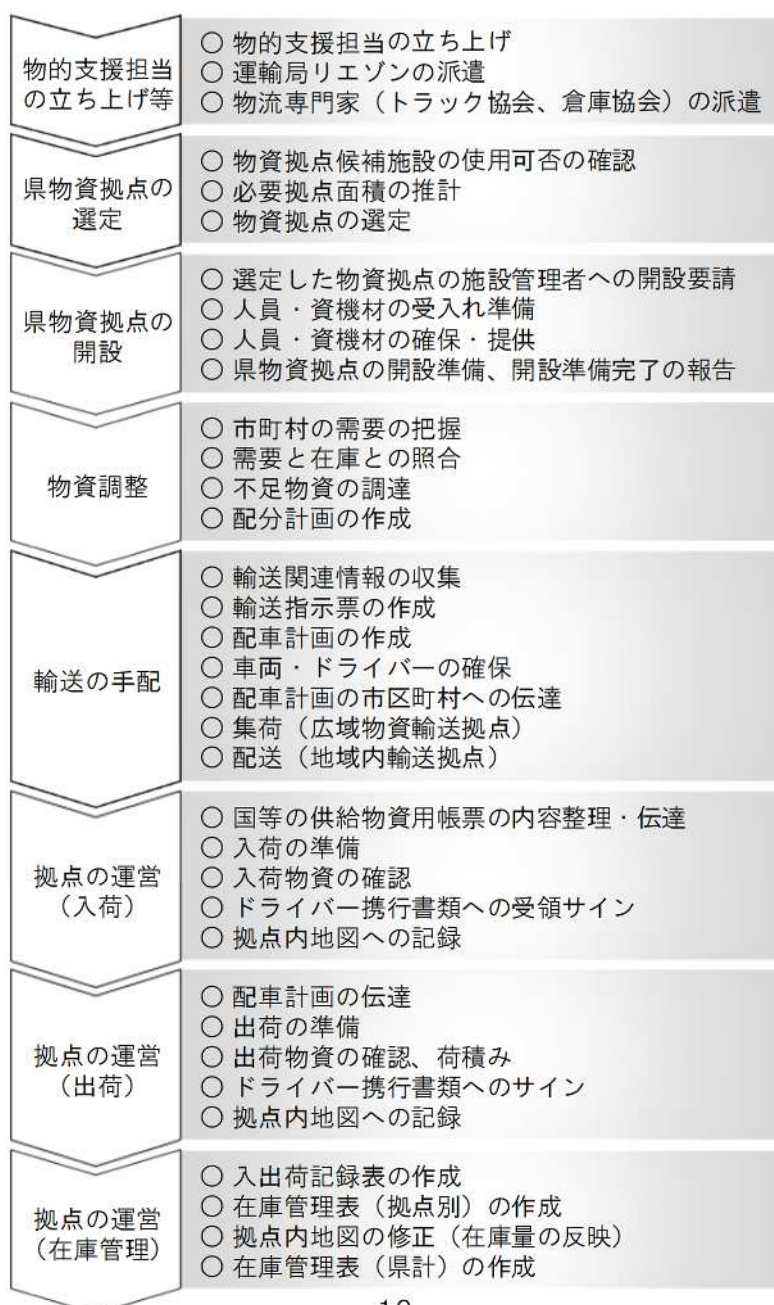 物的支援担当
の立ち上げ等
○ 物的支援担当の立ち上げ
○ 運輸局リエゾンの派遣
○ 物流専門家（トラック協会、倉庫協会）の派遣
県物資拠点の
選定
○ 物資拠点候補施設の使用可否の確認
○ 必要拠点面積の推計
○ 物資拠点の選定
県物資拠点の
開設
○ 選定した物資拠点の施設管理者への開設要請
○ 人員・資機材の受入れ準備
○ 人員・資機材の確保・提供
○ 県物資拠点の開設準備、開設準備完了の報告
物資調整
○ 市町村の需要の把握
○ 需要と在庫との照合
○ 不足物資の調達
○ 配分計画の作成
輸送の手配
○ 輸送関連情報の収集
○ 輸送指示票の作成
○ 配車計画の作成
○ 車両・ドライバーの確保
○ 配車計画の市区町村への伝達
○ 集荷（広域物資輸送拠点）
○ 配送（地域内輸送拠点）
拠点の運営
（入荷）
○ 国等の供給物資用帳票の内容整理・伝達
○ 入荷の準備
○ 入荷物資の確認
○ ドライバー携行書類への受領サイン
○ 拠点内地図への記録
拠点の運営
（出荷）
○ 配車計画の伝達
○ 出荷の準備
○ 出荷物資の確認、荷積み
○ ドライバー携行書類へのサイン
○ 拠点内地図への記録
拠点の運営
（在庫管理）
○ 入出荷記録表の作成
○ 在庫管理表（拠点別）の作成
○ 拠点内地図の修正（在庫量の反映）
○ 在庫管理表（県計）の作成